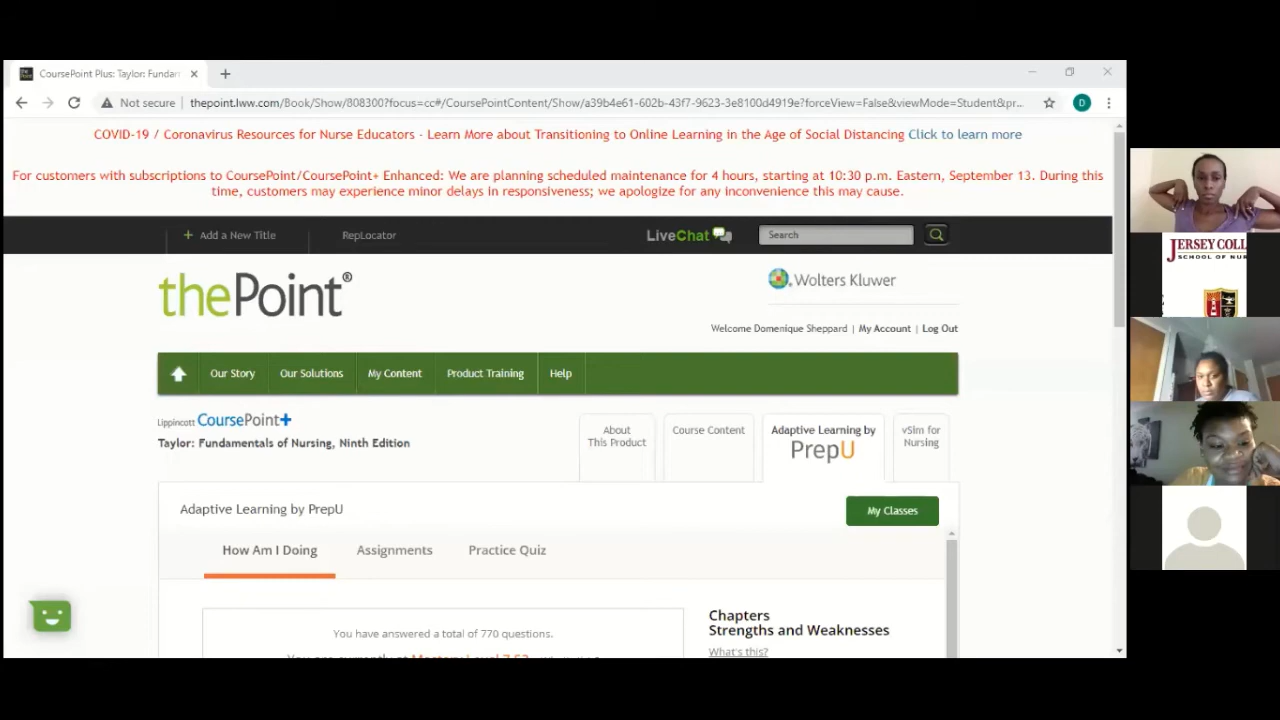 CoursePoint Plus: Taylor: Fundam
Not secure
thepoint.lww.com/Book/Show/808300?focus=cc#/CoursePointContent/Show/a39b4e61-602b-43f7-9623-3e8100d4919e?forceView=False&viewMode=Student&pr...
D
COVID-19 / Coronavirus Resources for Nurse Educators - Learn More about Transitioning to Online Learning in the Age of Social Distancing Click to learn more
For customers with subscriptions to CoursePoint/CoursePoint+ Enhanced: We are planning scheduled maintenance for 4 hours, starting at 10:30 p.m. Eastern, September 13. During this
time, customers may experience minor delays in responsiveness; we apologize for any inconvenience this may cause.
+ Add a New Title
RepLocator
LiveChat
Search
thePoint®
Wolters Kluwer
Welcome Domenique Sheppard | My Account | Log Out
Our Story
Our Solutions
My Content
Product Training
Help
Lippincott CoursePoint+
Taylor: Fundamentals of Nursing, Ninth Edition
About
This Product
Course Content
Adaptive Learning by
PrepU
vSim for
Nursing
Adaptive Learning by PrepU
My Classes
How Am I Doing
Assignments
Practice Quiz
You have answered a total of 770 questions.
You are currently at Mastery Level
Chapters
Strengths and Weaknesses
What's this?
JERSEY COLL
SCHOOL OF NUR